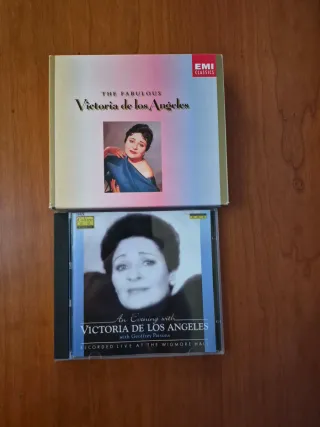 EMI
CLASSICS
THE FABULOUS
Victoria de los Angeles
An Evening with
VICTORIA DE LOS ANGELES
with Geoffrey Parsons
RECORDED LIVE AT THE WIGMORE HALL